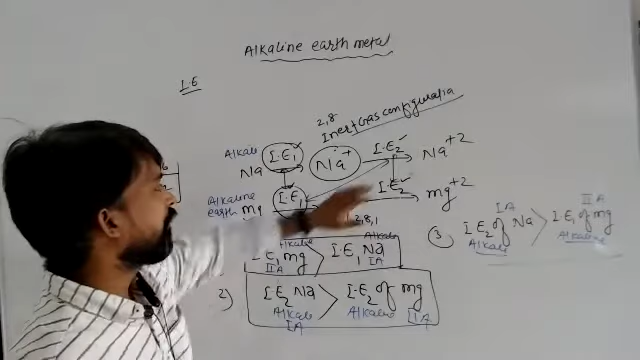 Alkaline earth metal
I.E
2,8
Inert gas configuratia
Alkali
Na I.E1 Na+ I.E2 Na+2
Alkaline
earth mg I.E1 I.E2 mg+2
1,2,8,1
I.E1 mg > I.E1 Na
IIA IA
2) I.E2 Na > I.E2 of mg
Alkali Alkaline
IA IIA
3) I.E2 of Na > I.E1 of mg
IA IIA
Alkali Alkaline